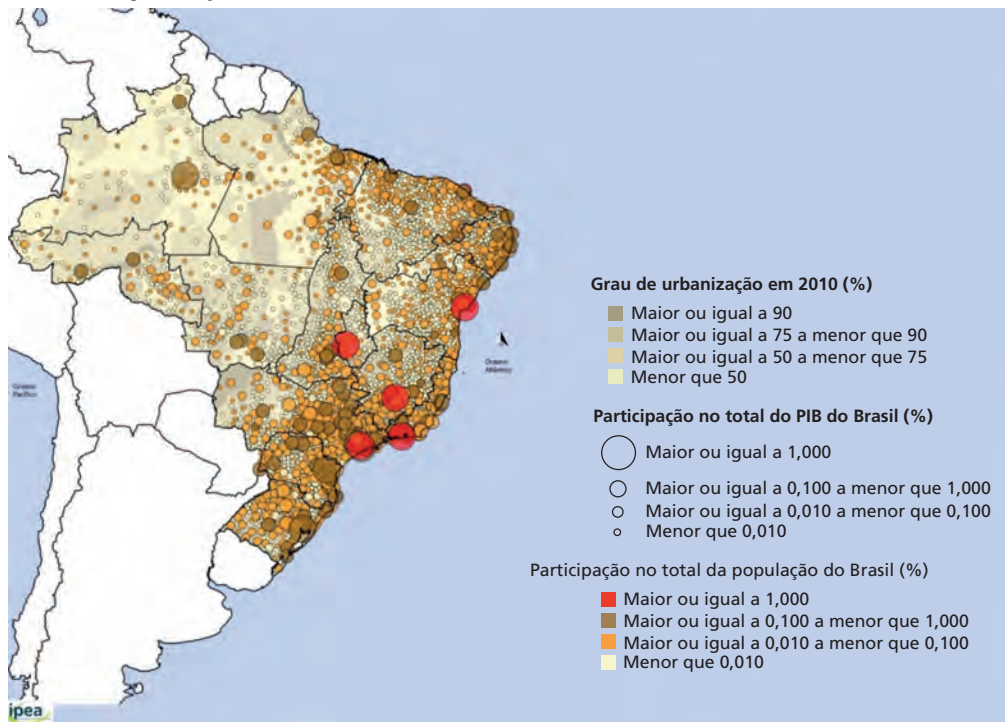 Grau de urbanização em 2010 (%)
Maior ou igual a 90
Maior ou igual a 75 a menor que 90
Maior ou igual a 50 a menor que 75
Menor que 50
Oceano
Atlântico
Oceano
Pacífico
Participação no total do PIB do Brasil (%)
Maior ou igual a 1,000
Maior ou igual a 0,100 a menor que 1,000
Maior ou igual a 0,010 a menor que 0,100
Menor que 0,010
Participação no total da população do Brasil (%)
Maior ou igual a 1,000
Maior ou igual a 0,100 a menor que 1,000
Maior ou igual a 0,010 a menor que 0,100
Menor que 0,010
ipea